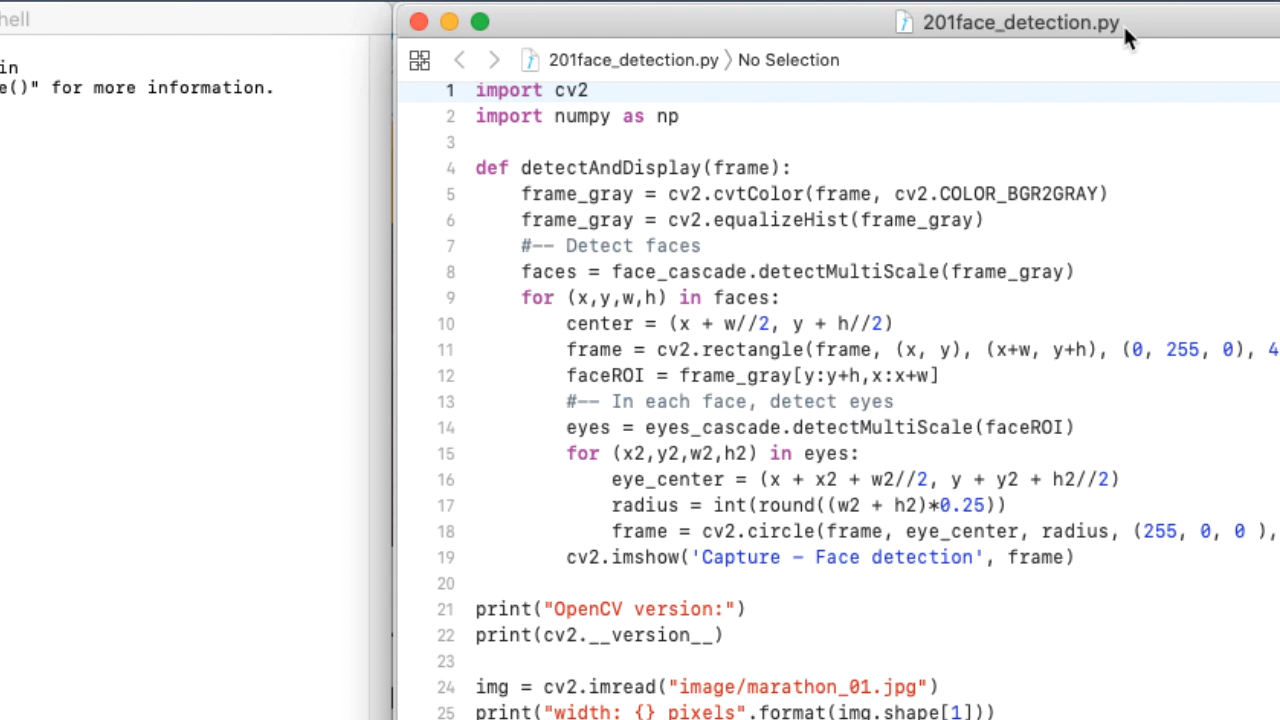 hell
in
e()" for more information.
201face_detection.py
201face_detection.py 〉 No Selection
1 import cv2
2 import numpy as np
3
4 def detectAndDisplay(frame):
5 frame_gray = cv2.cvtColor(frame, cv2.COLOR_BGR2GRAY)
6 frame_gray = cv2.equalizeHist(frame_gray)
7 #-- Detect faces
8 faces = face_cascade.detectMultiScale(frame_gray)
9 for (x,y,w,h) in faces:
10 center = (x + w//2, y + h//2)
11 frame = cv2.rectangle(frame, (x, y), (x+w, y+h), (0, 255, 0), 4
12 faceROI = frame_gray[y:y+h,x:x+w]
13 #-- In each face, detect eyes
14 eyes = eyes_cascade.detectMultiScale(faceROI)
15 for (x2,y2,w2,h2) in eyes:
16 eye_center = (x + x2 + w2//2, y + y2 + h2//2)
17 radius = int(round((w2 + h2)*0.25))
18 frame = cv2.circle(frame, eye_center, radius, (255, 0, 0 ),
19 cv2.imshow('Capture - Face detection', frame)
20
21 print("OpenCV version:")
22 print(cv2.__version__)
23
24 img = cv2.imread("image/marathon_01.jpg")
25 print("width: {} pixels".format(img.shape[1]))